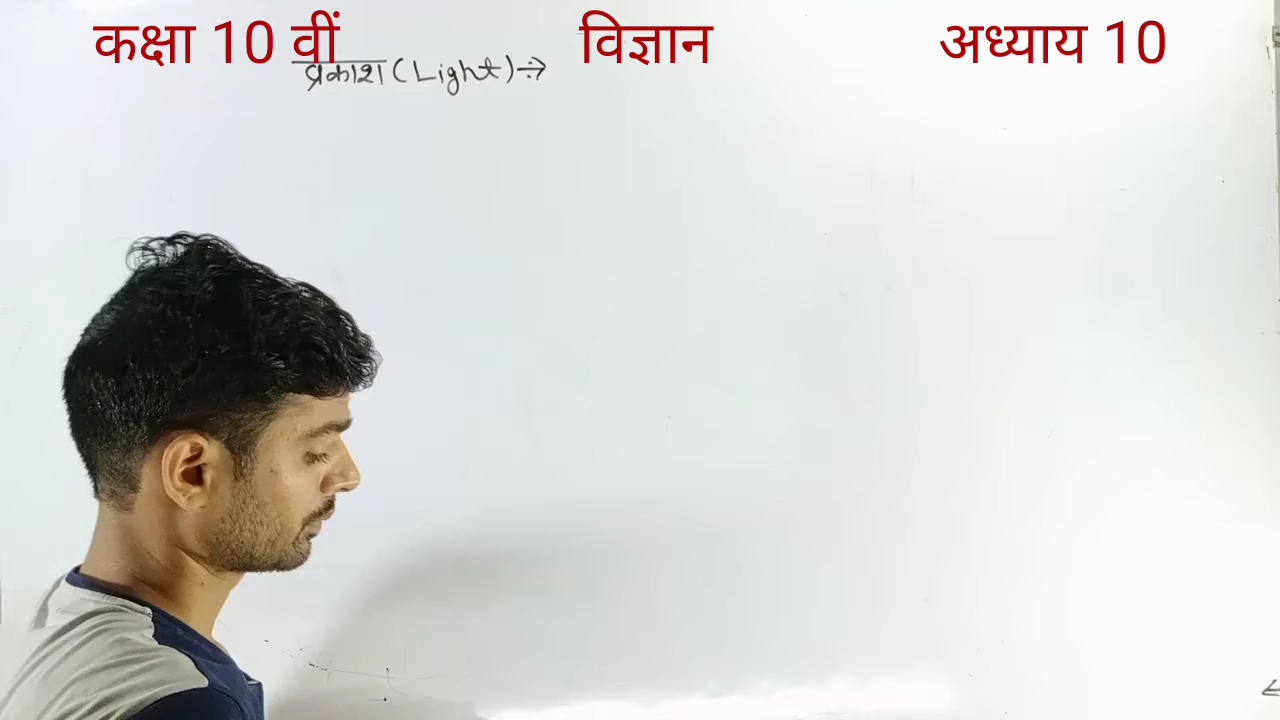 कक्षा 10 वीं विज्ञान अध्याय 10
प्रकाश (Light) ->